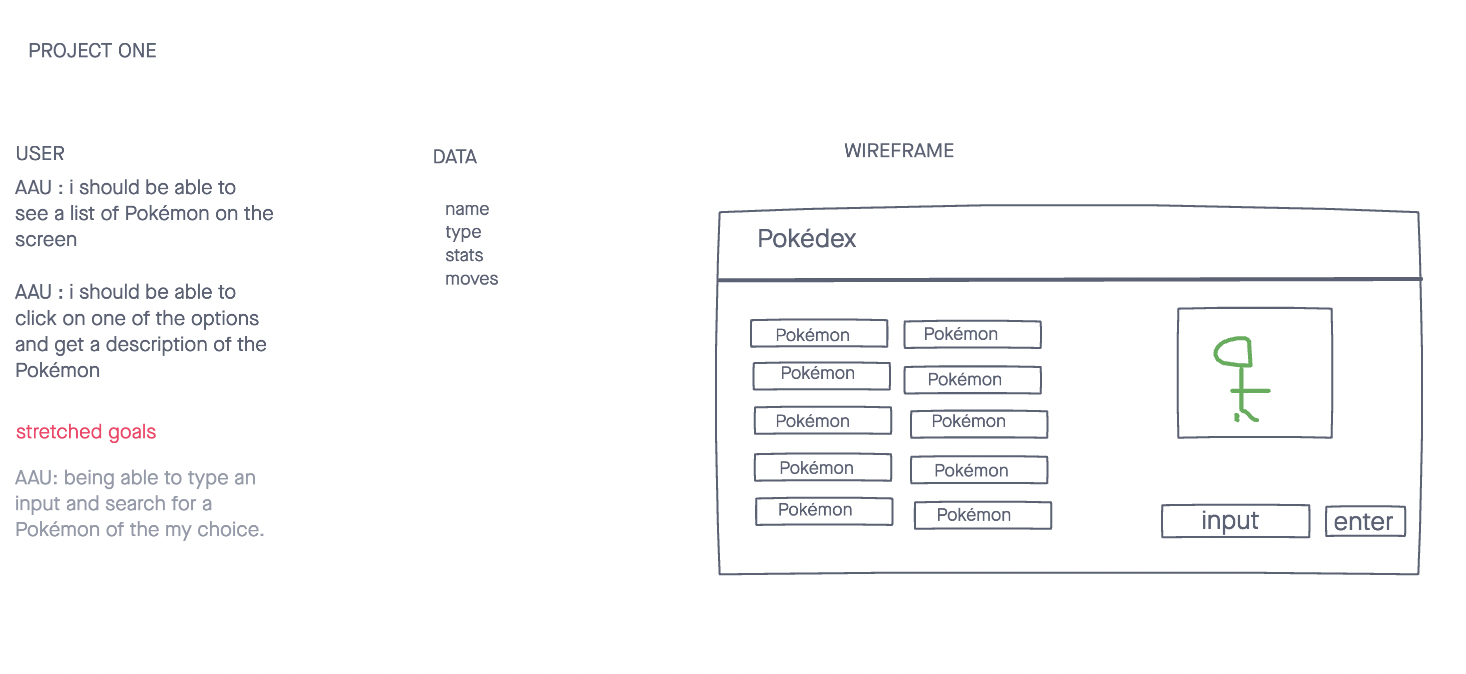 PROJECT ONE
USER
AAU : i should be able to
see a list of Pokémon on the
screen
AAU : i should be able to
click on one of the options
and get a description of the
Pokémon
stretched goals
AAU: being able to type an
input and search for a
Pokémon of the my choice.
DATA
name
type
stats
moves
WIREFRAME
Pokédex
Pokémon Pokémon
Pokémon Pokémon
Pokémon Pokémon
Pokémon Pokémon
Pokémon Pokémon
input enter